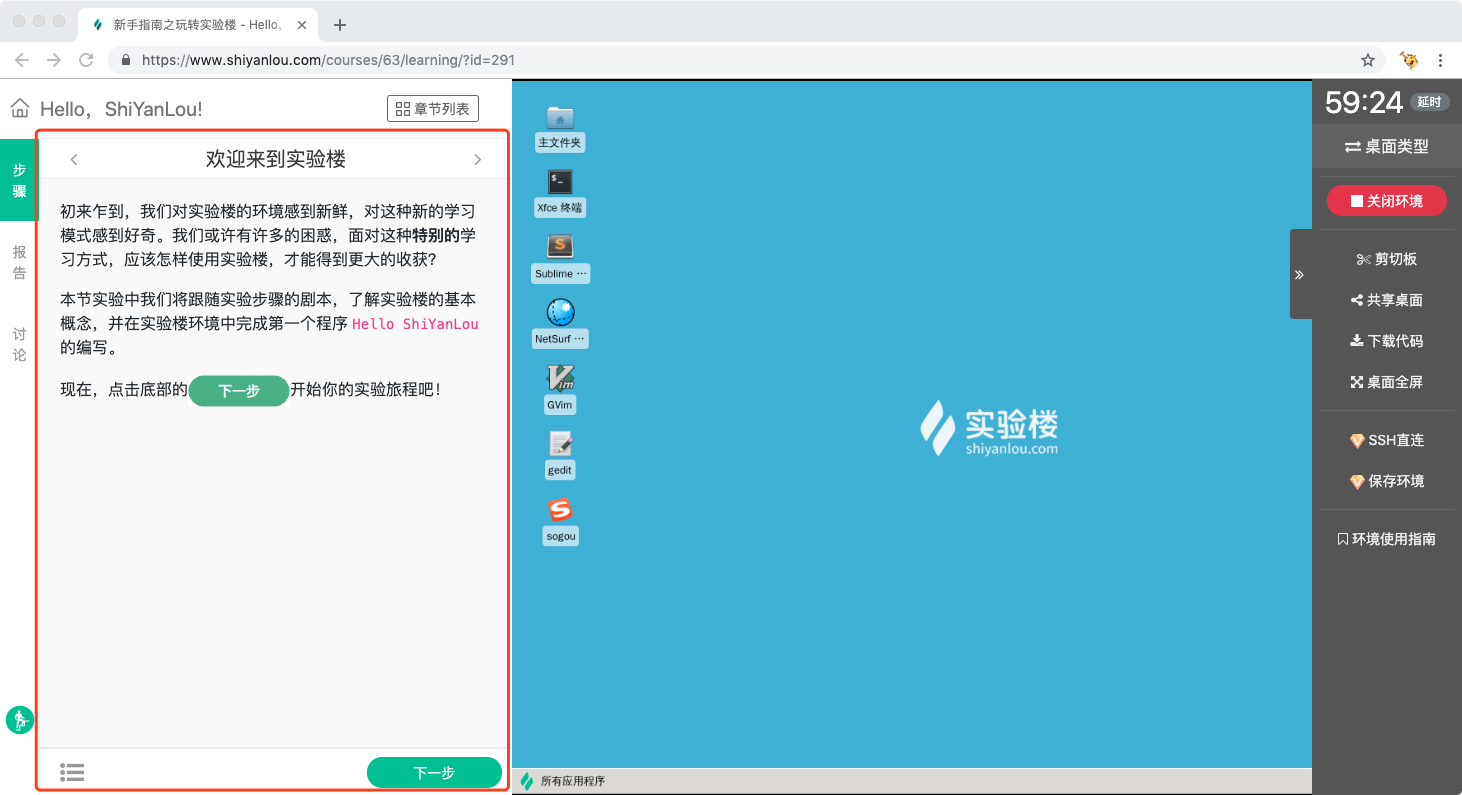 新手指南之玩转实验楼 - Hello,
https://www.shiyanlou.com/courses/63/learning/?id=291
Hello，ShiYanLou!
章节列表
步骤
报告
讨论
欢迎来到实验楼
初来乍到，我们对实验楼的环境感到新鲜，对这种新的学习
模式感到好奇。我们或许有许多的困惑，面对这种特别的学
习方式，应该怎样使用实验楼，才能得到更大的收获？
本节实验中我们将跟随实验步骤的剧本，了解实验楼的基本
概念，并在实验楼环境中完成第一个程序 Hello ShiYanLou
的编写。
现在，点击底部的 下一步 开始你的实验旅程吧！
下一步
主文件夹
Xfce 终端
Sublime ···
NetSurf ···
GVim
gedit
sogou
实验楼
shiyanlou.com
所有应用程序
59:24 延时
桌面类型
关闭环境
剪切板
共享桌面
下载代码
桌面全屏
SSH直连
保存环境
环境使用指南